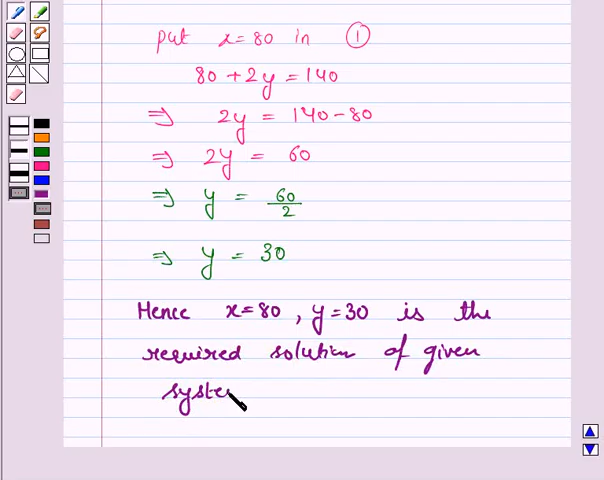 put x=80 in ①
80 + 2y = 140
⇒ 2y = 140 - 80
⇒ 2y = 60
⇒ y = 60/2
⇒ y = 30
Hence x=80, y=30 is the
required solution of given
syste